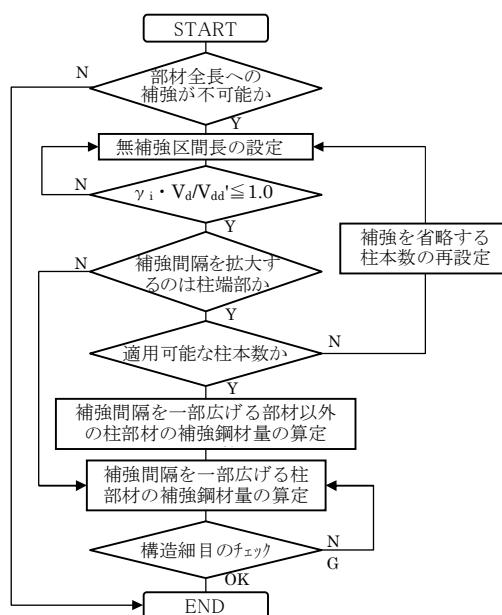 START
N
部材全長への
補強が不可能か
Y
無補強区間長の設定
N
γi・Vd/Vdd'≦1.0
Y
N
補強間隔を拡大す
るのは柱端部か
補強を省略する
柱本数の再設定
Y
適用可能な柱本数か
N
Y
補強間隔を一部広げる部材以外
の柱部材の補強鋼材量の算定
補強間隔を一部広げる柱
部材の補強鋼材量の算定
構造細目のチェック
N
G
OK
END